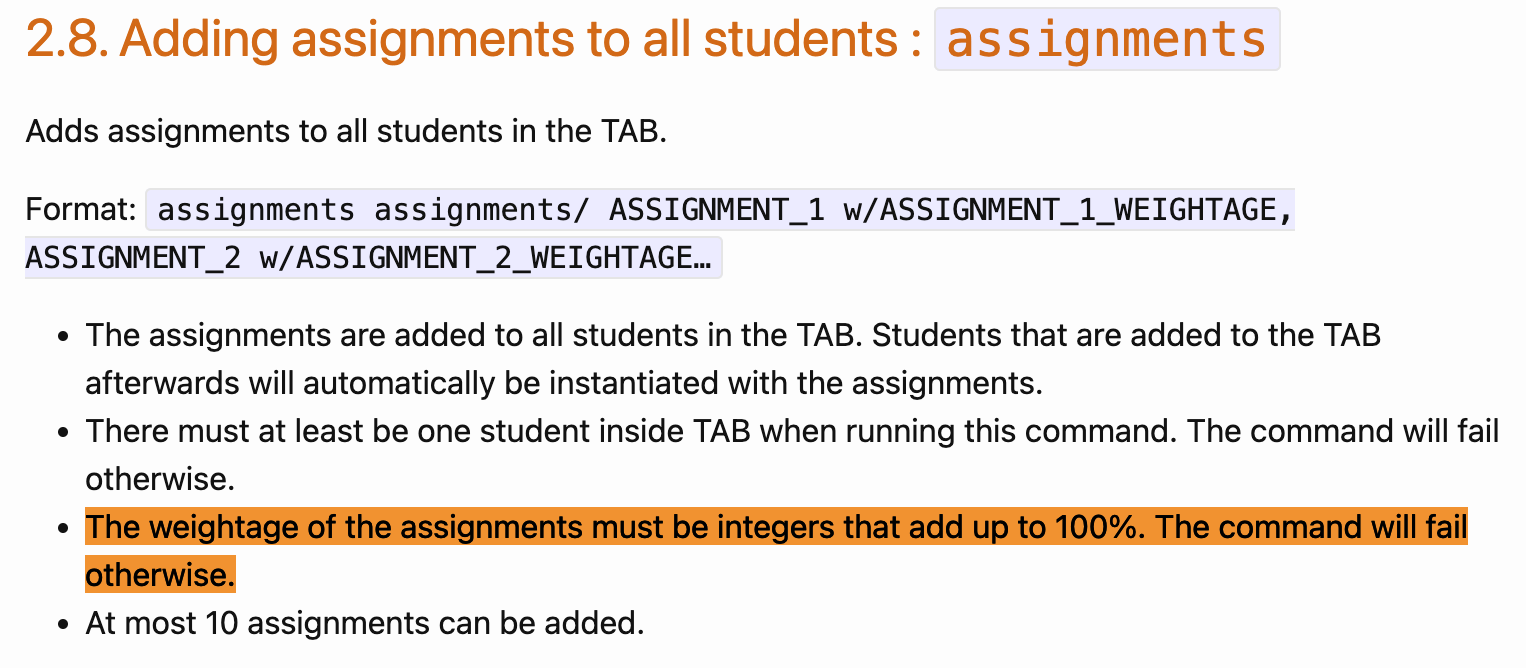 2.8. Adding assignments to all students : assignments
Adds assignments to all students in the TAB.
Format: assignments assignments/ ASSIGNMENT_1 w/ASSIGNMENT_1_WEIGHTAGE,
ASSIGNMENT_2 w/ASSIGNMENT_2_WEIGHTAGE…
• The assignments are added to all students in the TAB. Students that are added to the TAB
afterwards will automatically be instantiated with the assignments.
• There must at least be one student inside TAB when running this command. The command will fail
otherwise.
• The weightage of the assignments must be integers that add up to 100%. The command will fail
otherwise.
• At most 10 assignments can be added.